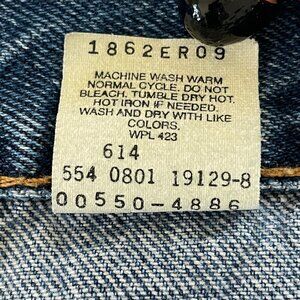 1862ER09
MACHINE WASH WARM
NORMAL CYCLE. DO NOT
BLEACH. TUMBLE DRY HOT.
HOT IRON IF NEEDED.
WASH AND DRY WITH LIKE
COLORS.
WPL 423
614
554 0801 19129-8
00550-4886